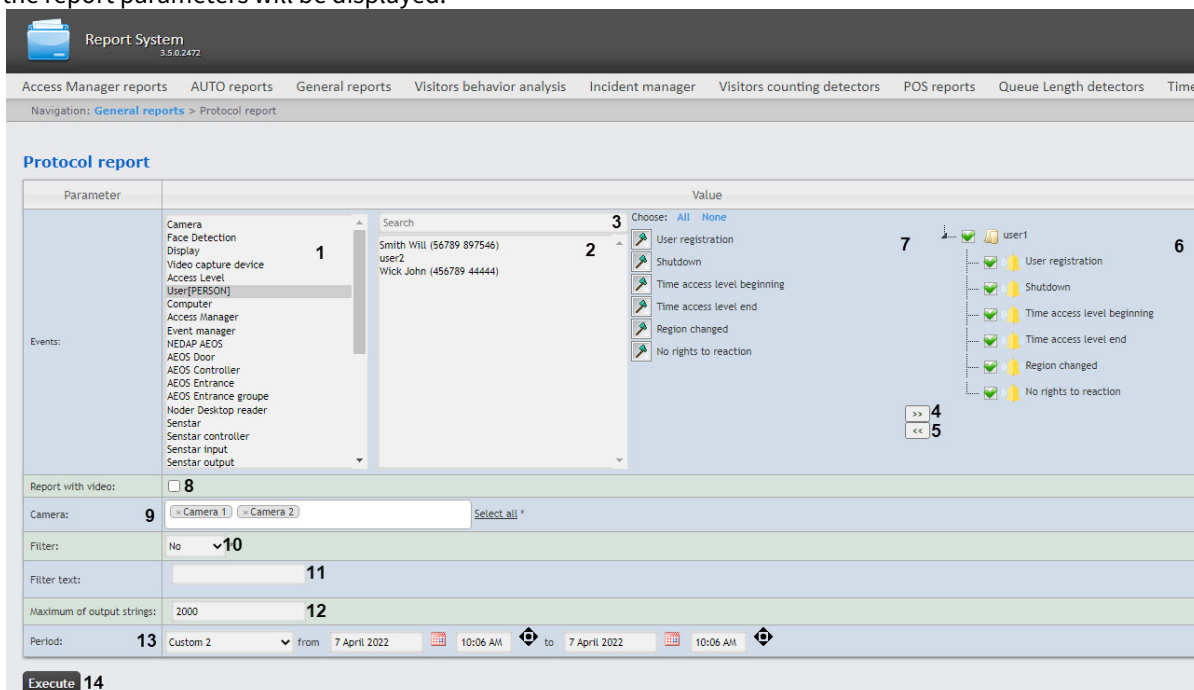 the report parameters will be displayed.
Report System
3.5.0.2472
Access Manager reports AUTO reports General reports Visitors behavior analysis Incident manager Visitors counting detectors POS reports Queue Length detectors Time
Navigation: General reports > Protocol report
Protocol report
Parameter Value
Events:
Camera
Face Detection
Display
Video capture device
Access Level
User[PERSON]
Computer
Access Manager
Event manager
NEDAP AEOS
AEOS Door
AEOS Controller
AEOS Entrance
AEOS Entrance groupe
Noder Desktop reader
Senstar
Senstar controller
Senstar input
Senstar output
1
Search 3
Smith Will (56789 897546)
user2
Wick John (456789 44444)
2
Choose: All None
User registration
Shutdown
Time access level beginning
Time access level end
Region changed
No rights to reaction
7
>> 4
<< 5
user1
User registration
Shutdown
Time access level beginning
Time access level end
Region changed
No rights to reaction
6
Report with video: 8
Camera: 9 × Camera 1 × Camera 2 Select all *
Filter: No 10
Filter text: 11
Maximum of output strings: 2000 12
Period: 13 Custom 2 from 7 April 2022 10:06 AM to 7 April 2022 10:06 AM
Execute 14